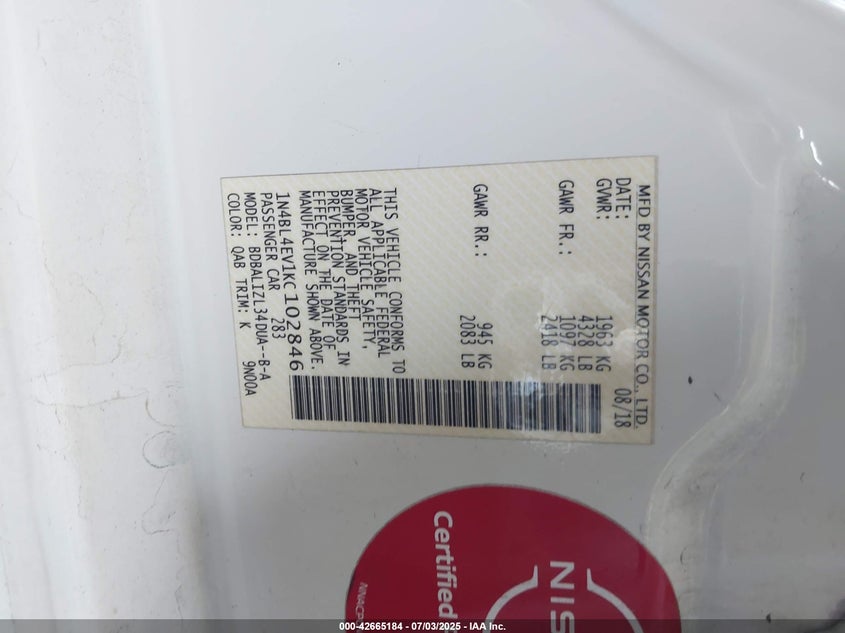 MFD BY NISSAN MOTOR CO., LTD.
DATE: 08/18
GVWR: 1963 KG
4328 LB
GAWR FR.: 1097 KG
2418 LB
GAWR RR.: 945 KG
2083 LB
THIS VEHICLE CONFORMS TO
ALL APPLICABLE FEDERAL
MOTOR VEHICLE SAFETY,
BUMPER, AND THEFT
PREVENTION STANDARDS IN
EFFECT ON THE DATE OF
MANUFACTURE SHOWN ABOVE.
1N4BL4EV1KC102846
PASSENGER CAR 283
MODEL: BDBALIZL34DUA--B-A
COLOR: QAB TRIM: K 9N00A
NIS
Certified
000-42665184 - 07/03/2025 - IAA Inc.